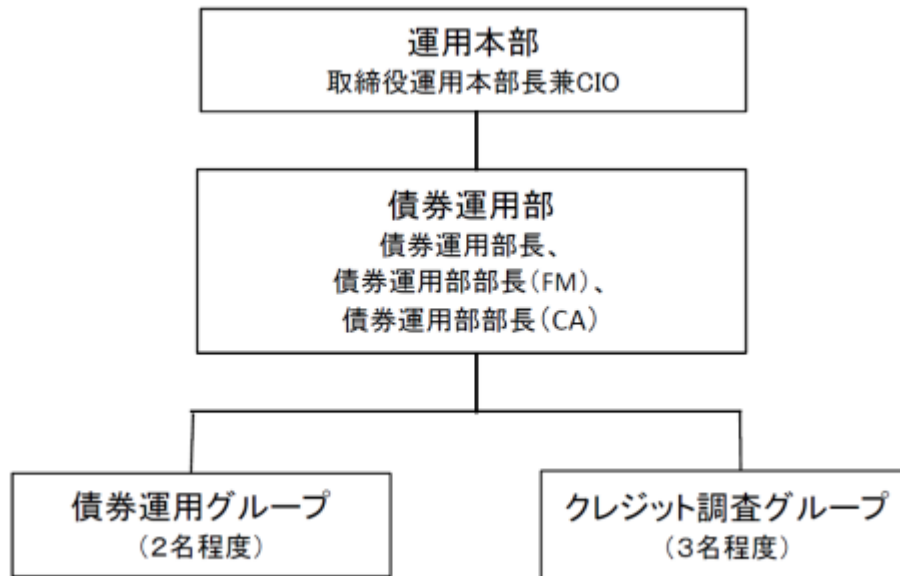 運用本部
取締役運用本部長兼CIO
債券運用部
債券運用部長、
債券運用部部長(FM)、
債券運用部部長(CA)
債券運用グループ
(2名程度)
クレジット調査グループ
(3名程度)